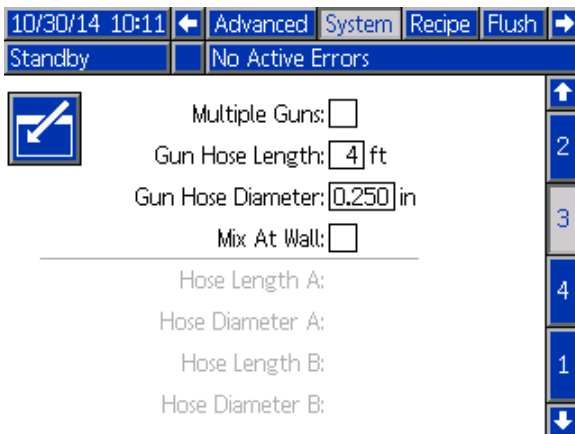 10/30/14 10:11 Advanced System Recipe Flush
Standby No Active Errors
Multiple Guns:
Gun Hose Length: 4 ft
Gun Hose Diameter: 0.250 in
Mix At Wall:
Hose Length A:
Hose Diameter A:
Hose Length B:
Hose Diameter B:
2
3
4
1